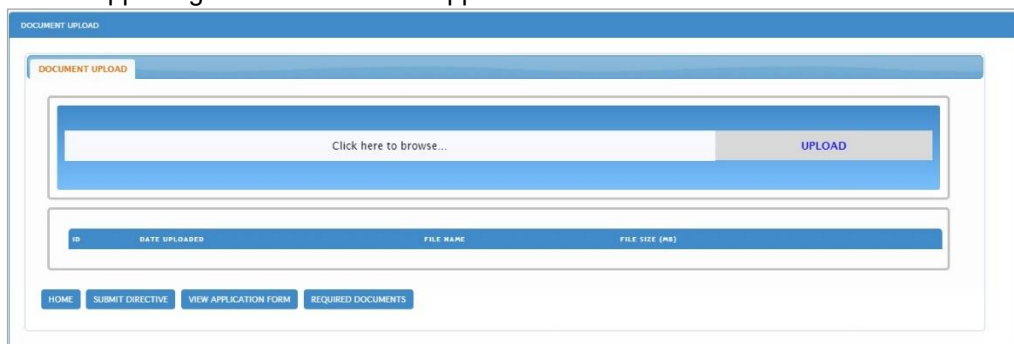 DOCUMENT UPLOAD
DOCUMENT UPLOAD
Click here to browse... UPLOAD
ID DATE UPLOADED FILE NAME FILE SIZE (MB)
HOME SUBMIT DIRECTIVE VIEW APPLICATION FORM REQUIRED DOCUMENTS